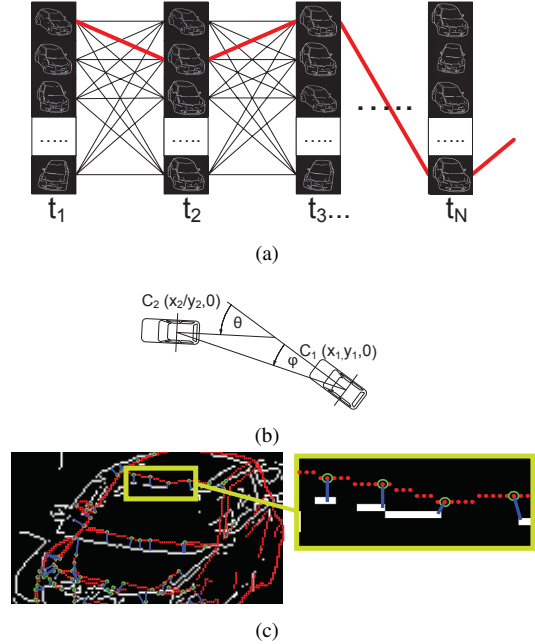 ..... ..... ..... .....
.....
t1 t2 t3... tN
(a)
C2 (x2/y2,0)
θ
C1 (x1,y1,0)
φ
(b)
(c)